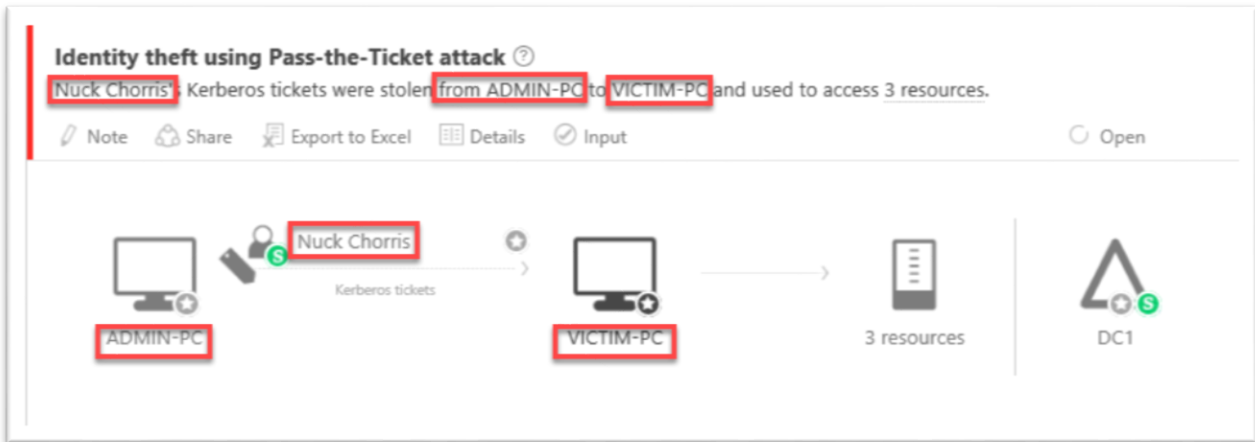 Identity theft using Pass-the-Ticket attack ?
Nuck Chorris's Kerberos tickets were stolen from ADMIN-PC to VICTIM-PC and used to access 3 resources.
Note Share Export to Excel Details Input Open
Nuck Chorris
S
Kerberos tickets
S
ADMIN-PC VICTIM-PC 3 resources DC1